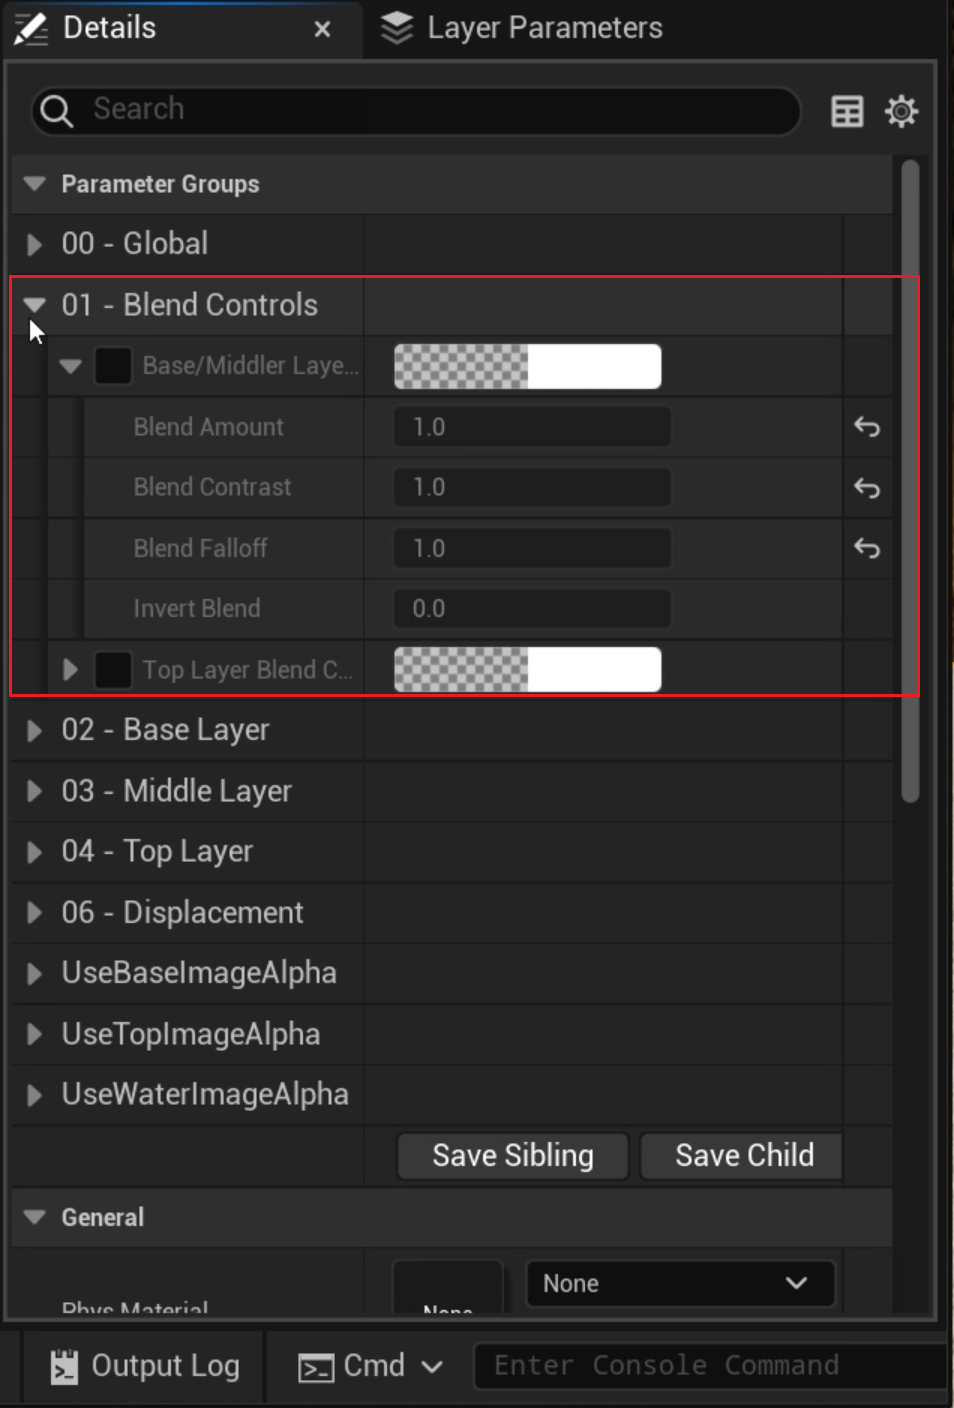 Details
Layer Parameters
Search
Parameter Groups
00 - Global
01 - Blend Controls
Base/Middler Laye...
Blend Amount 1.0
Blend Contrast 1.0
Blend Falloff 1.0
Invert Blend 0.0
Top Layer Blend C...
02 - Base Layer
03 - Middle Layer
04 - Top Layer
06 - Displacement
UseBaseImageAlpha
UseTopImageAlpha
UseWaterImageAlpha
Save Sibling Save Child
General
None
Phys Material None
Output Log Cmd Enter Console Command